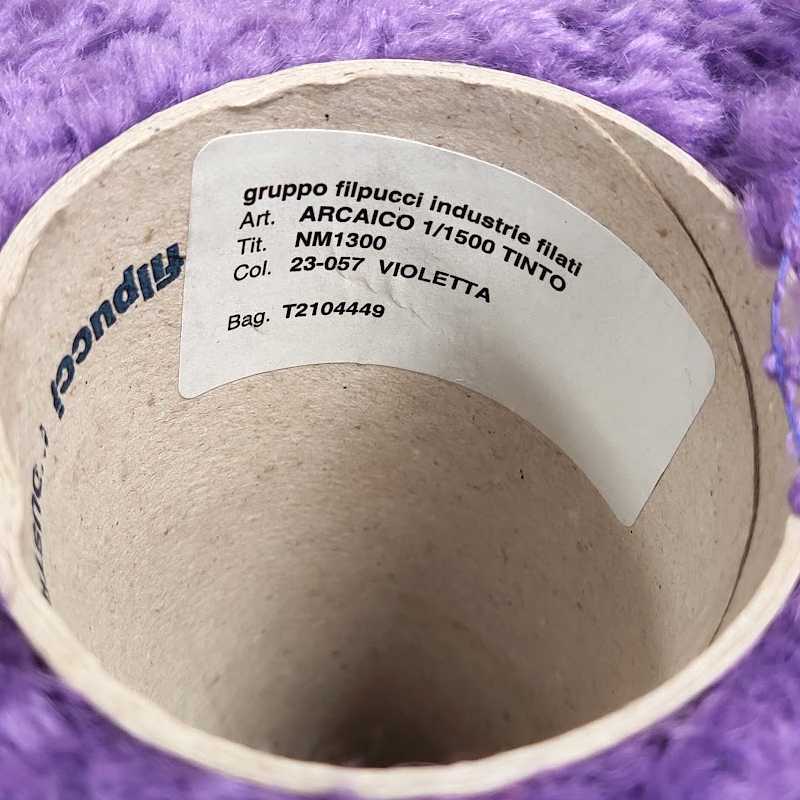 gruppo filpucci industrie filati
Art. ARCAICO 1/1500 TINTO
Tit. NM1300
Col. 23-057 VIOLETTA
Bag. T2104449
filpucci